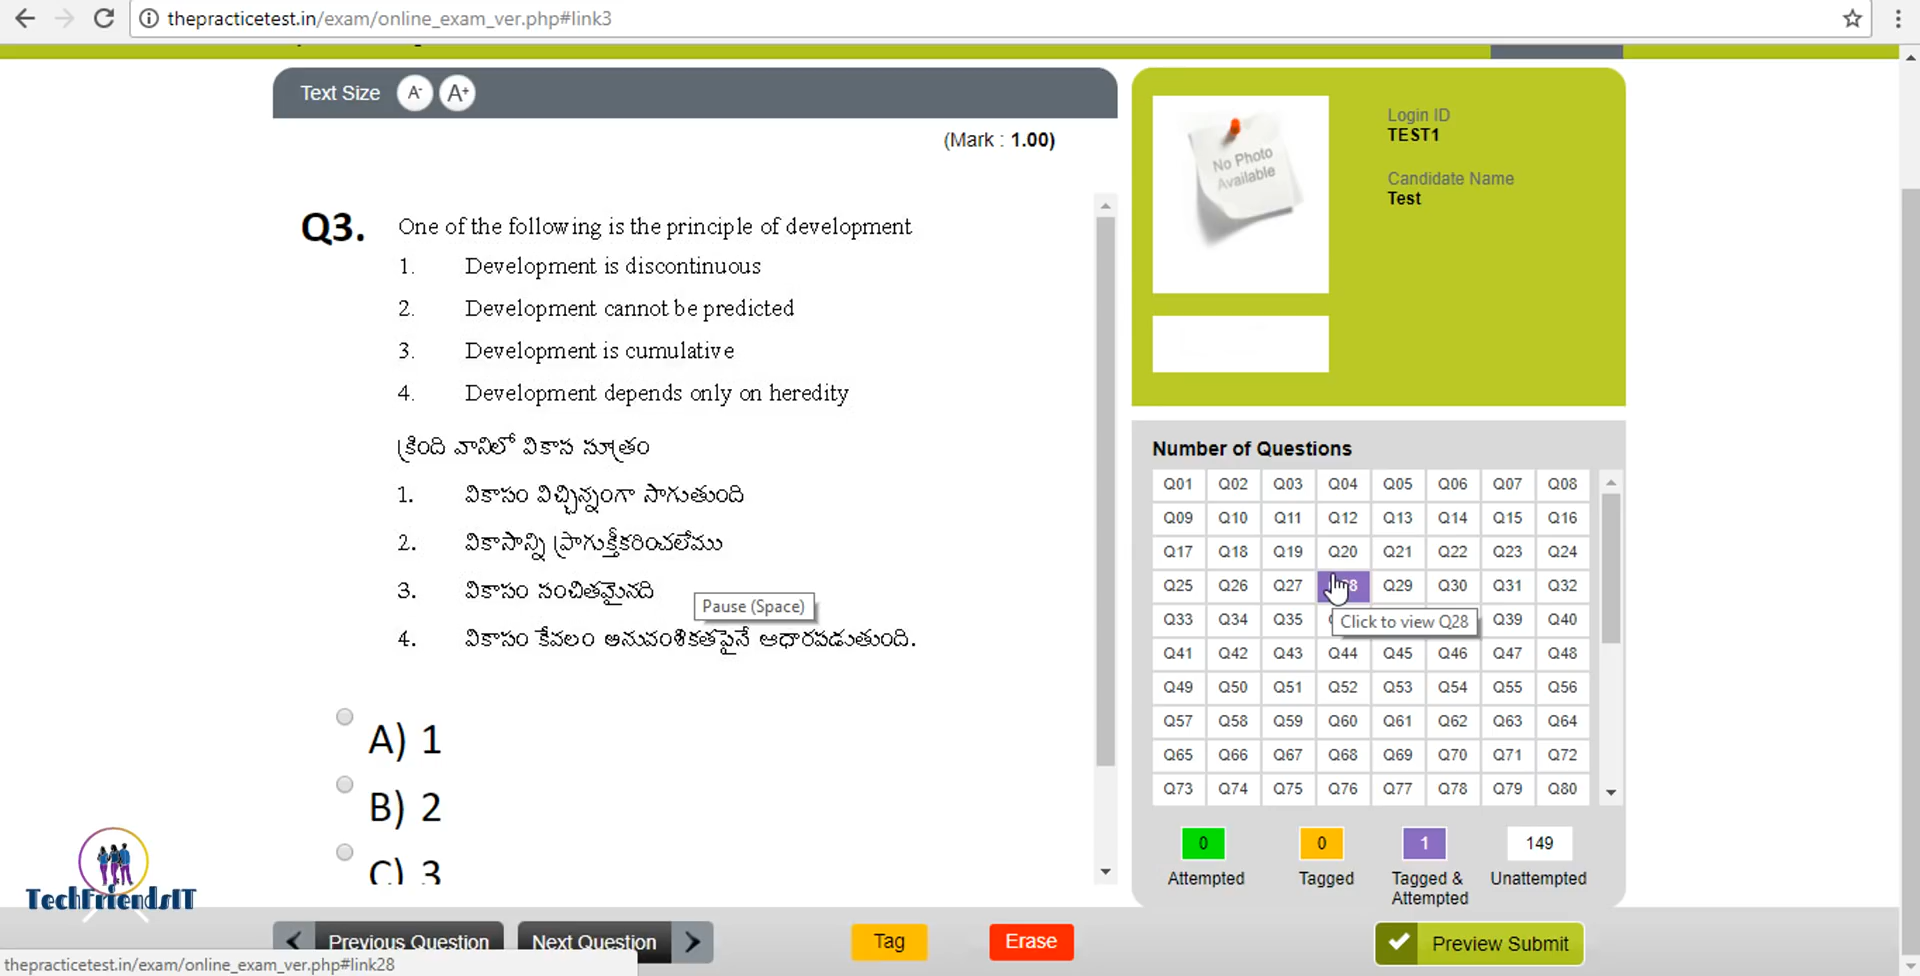 thepracticetest.in/exam/online_exam_ver.php#link3
Text Size A- A+
(Mark : 1.00)
Q3. One of the following is the principle of development
1. Development is discontinuous
2. Development cannot be predicted
3. Development is cumulative
4. Development depends only on heredity
క్రింది వానిలో వికాస సూత్రం
1. వికాసం విచ్ఛిన్నంగా సాగుతుంది
2. వికాసాన్ని ప్రాగుక్తీకరించలేము
3. వికాసం సంచితమైనది
Pause (Space)
4. వికాసం కేవలం అనువంశికతపైనే ఆధారపడుతుంది.
A) 1
B) 2
C) 3
TechFriendsIT
No Photo
Available
Login ID
TEST1
Candidate Name
Test
Number of Questions
Q01 Q02 Q03 Q04 Q05 Q06 Q07 Q08
Q09 Q10 Q11 Q12 Q13 Q14 Q15 Q16
Q17 Q18 Q19 Q20 Q21 Q22 Q23 Q24
Q25 Q26 Q27 Q29 Q30 Q31 Q32
Q33 Q34 Q35 Q39 Q40
Click to view Q28
Q41 Q42 Q43 Q44 Q45 Q46 Q47 Q48
Q49 Q50 Q51 Q52 Q53 Q54 Q55 Q56
Q57 Q58 Q59 Q60 Q61 Q62 Q63 Q64
Q65 Q66 Q67 Q68 Q69 Q70 Q71 Q72
Q73 Q74 Q75 Q76 Q77 Q78 Q79 Q80
0 0 1 149
Attempted Tagged Tagged & Unattempted
Attempted
Previous Question Next Question Tag Erase Preview Submit
thepracticetest.in/exam/online_exam_ver.php#link28